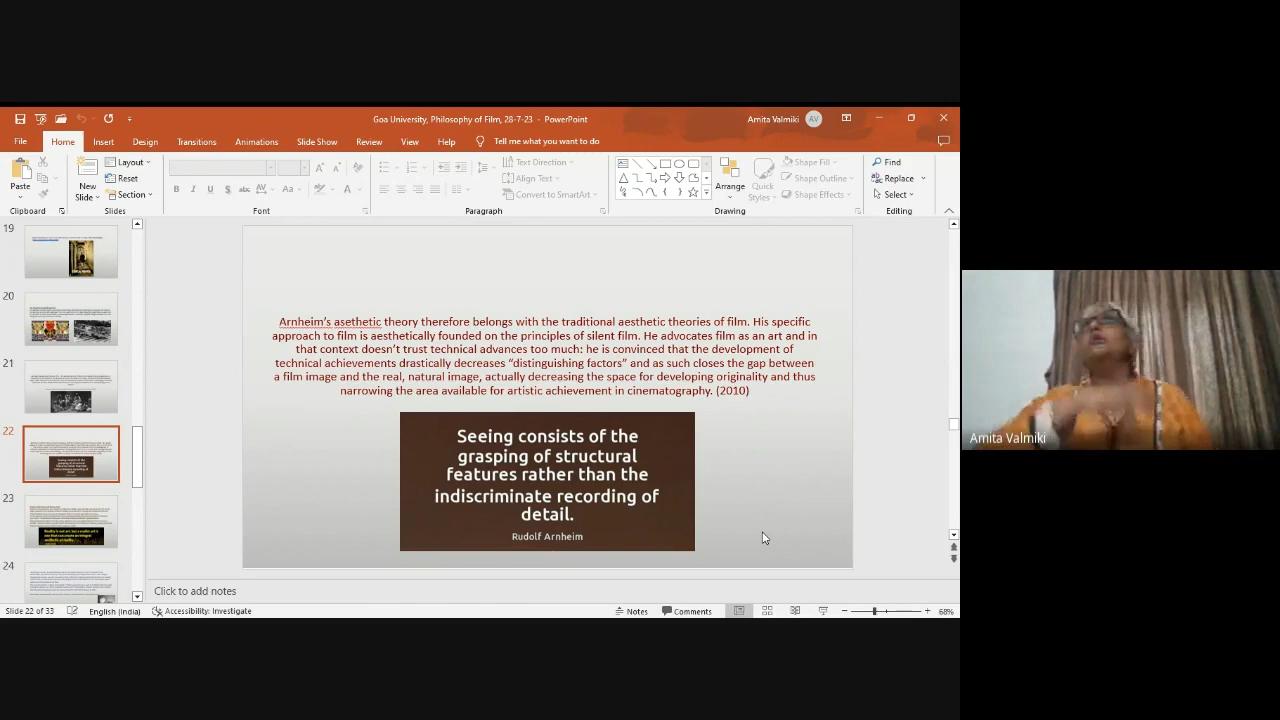 Goa University, Philosophy of Film, 28-7-23 - PowerPoint
Amita Valmiki
AV
File
Home
Insert
Design
Transitions
Animations
Slide Show
Review
View
Help
Tell me what you want to do
Paste
Clipboard
New
Slide
Layout
Reset
Section
Slides
Font
Paragraph
Text Direction
Align Text
Convert to SmartArt
Arrange
Quick
Styles
Shape Fill
Shape Outline
Shape Effects
Drawing
Find
Replace
Select
Editing
19
20
21
22
23
24
Arnheim's asethetic theory therefore belongs with the traditional aesthetic theories of film. His specific
approach to film is aesthetically founded on the principles of silent film. He advocates film as an art and in
that context doesn't trust technical advances too much: he is convinced that the development of
technical achievements drastically decreases "distinguishing factors" and as such closes the gap between
a film image and the real, natural image, actually decreasing the space for developing originality and thus
narrowing the area available for artistic achievement in cinematography. (2010)
Seeing consists of the
grasping of structural
features rather than the
indiscriminate recording of
detail.
Rudolf Arnheim
Click to add notes
Slide 22 of 33
English (India)
Accessibility: Investigate
Notes
Comments
68%
Amita Valmiki